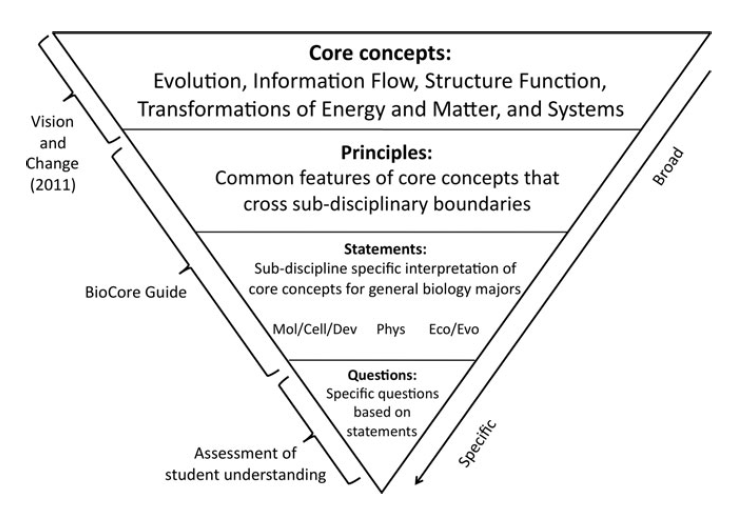 Core concepts:
Evolution, Information Flow, Structure Function,
Transformations of Energy and Matter, and Systems
Principles:
Common features of core concepts that
cross sub-disciplinary boundaries
Statements:
Sub-discipline specific interpretation of
core concepts for general biology majors
Mol/Cell/Dev Phys Eco/Evo
Questions:
Specific questions
based on
statements
Vision
and
Change
(2011)
BioCore Guide
Assessment of
student understanding
Broad
Specific